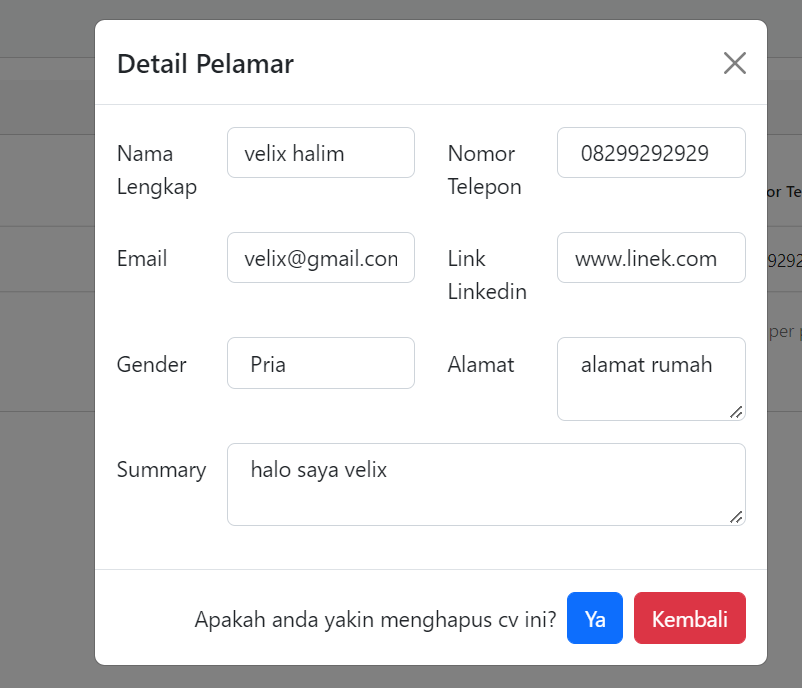 Detail Pelamar
Nama Lengkap
velix halim
Nomor Telepon
08299292929
or Te
Email
velix@gmail.con
Link Linkedin
www.linek.com
9292
per p
Gender
Pria
Alamat
alamat rumah
Summary
halo saya velix
Apakah anda yakin menghapus cv ini?
Ya
Kembali